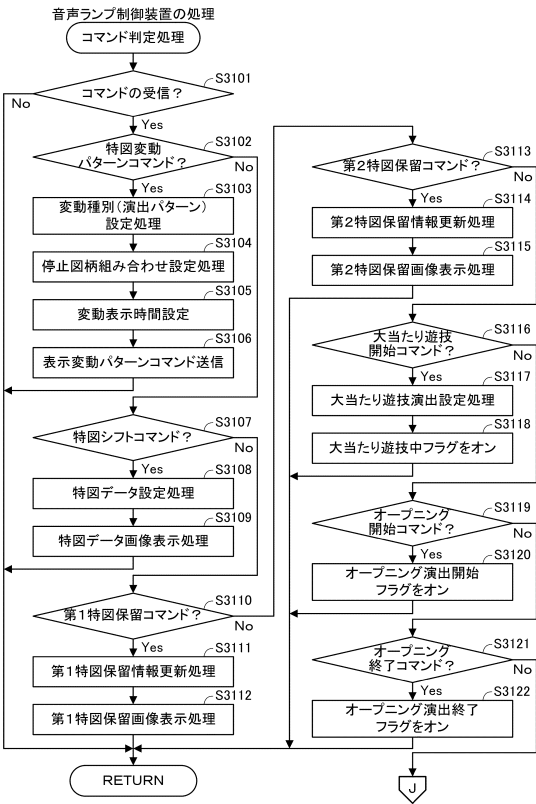 音声ランプ制御装置の処理
コマンド判定処理
S3101
コマンドの受信？
No
Yes
S3102
特図変動
パターンコマンド？
No
Yes
S3103
変動種別(演出パターン)
設定処理
S3104
停止図柄組み合わせ設定処理
S3105
変動表示時間設定
S3106
表示変動パターンコマンド送信
S3107
特図シフトコマンド？
No
Yes
S3108
特図データ設定処理
S3109
特図データ画像表示処理
S3110
第1特図保留コマンド？
No
Yes
S3111
第1特図保留情報更新処理
S3112
第1特図保留画像表示処理
RETURN
S3113
第2特図保留コマンド？
No
Yes
S3114
第2特図保留情報更新処理
S3115
第2特図保留画像表示処理
S3116
大当たり遊技
開始コマンド？
No
Yes
S3117
大当たり遊技演出設定処理
S3118
大当たり遊技中フラグをオン
S3119
オープニング
開始コマンド？
No
Yes
S3120
オープニング演出開始
フラグをオン
S3121
オープニング
終了コマンド？
No
Yes
S3122
オープニング演出終了
フラグをオン
J